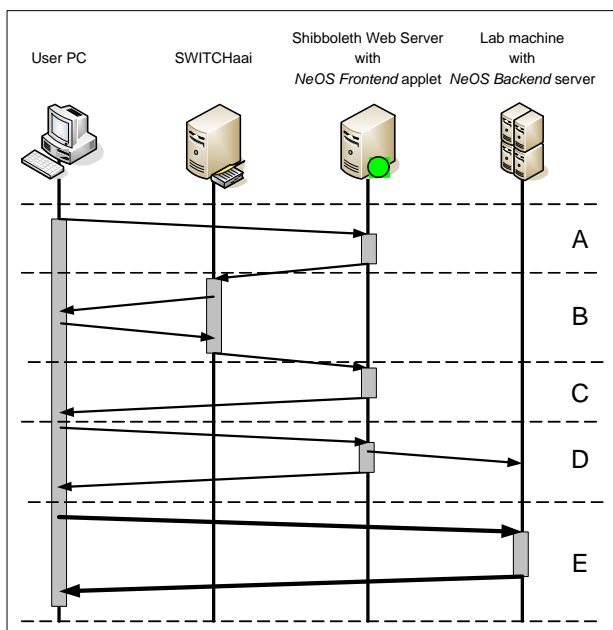 User PC
SWITCHaai
Shibboleth Web Server
with
NeOS Frontend applet
Lab machine
with
NeOS Backend server
A
B
C
D
E